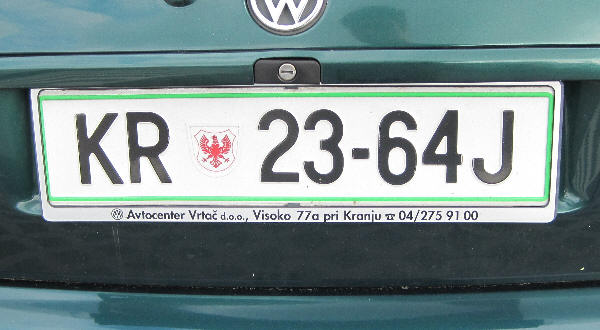 KR 23-64J
Avtocenter Vrtač d.o.o., Visoko 77a pri Kranju ☎ 04/275 91 00